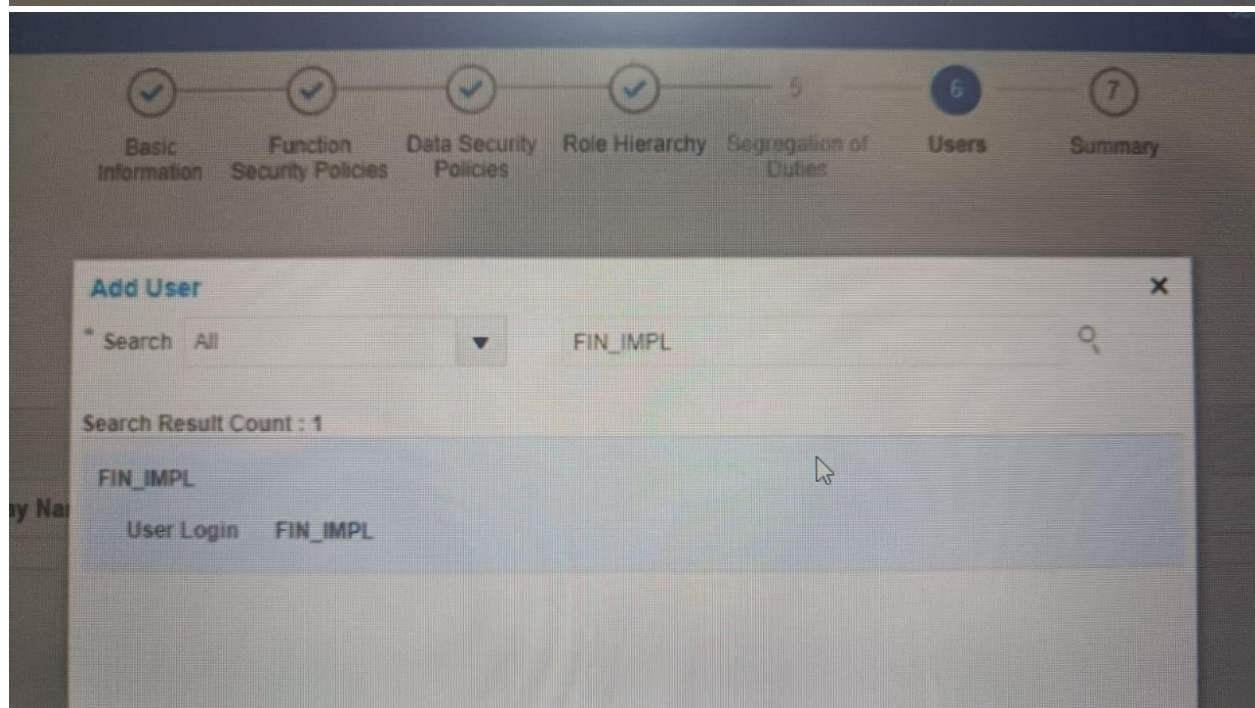 5
6
7
Basic Information
Function Security Policies
Data Security Policies
Role Hierarchy
Segregation of Duties
Users
Summary
Add User
* Search All
FIN_IMPL
Search Result Count : 1
FIN_IMPL
User Login FIN_IMPL